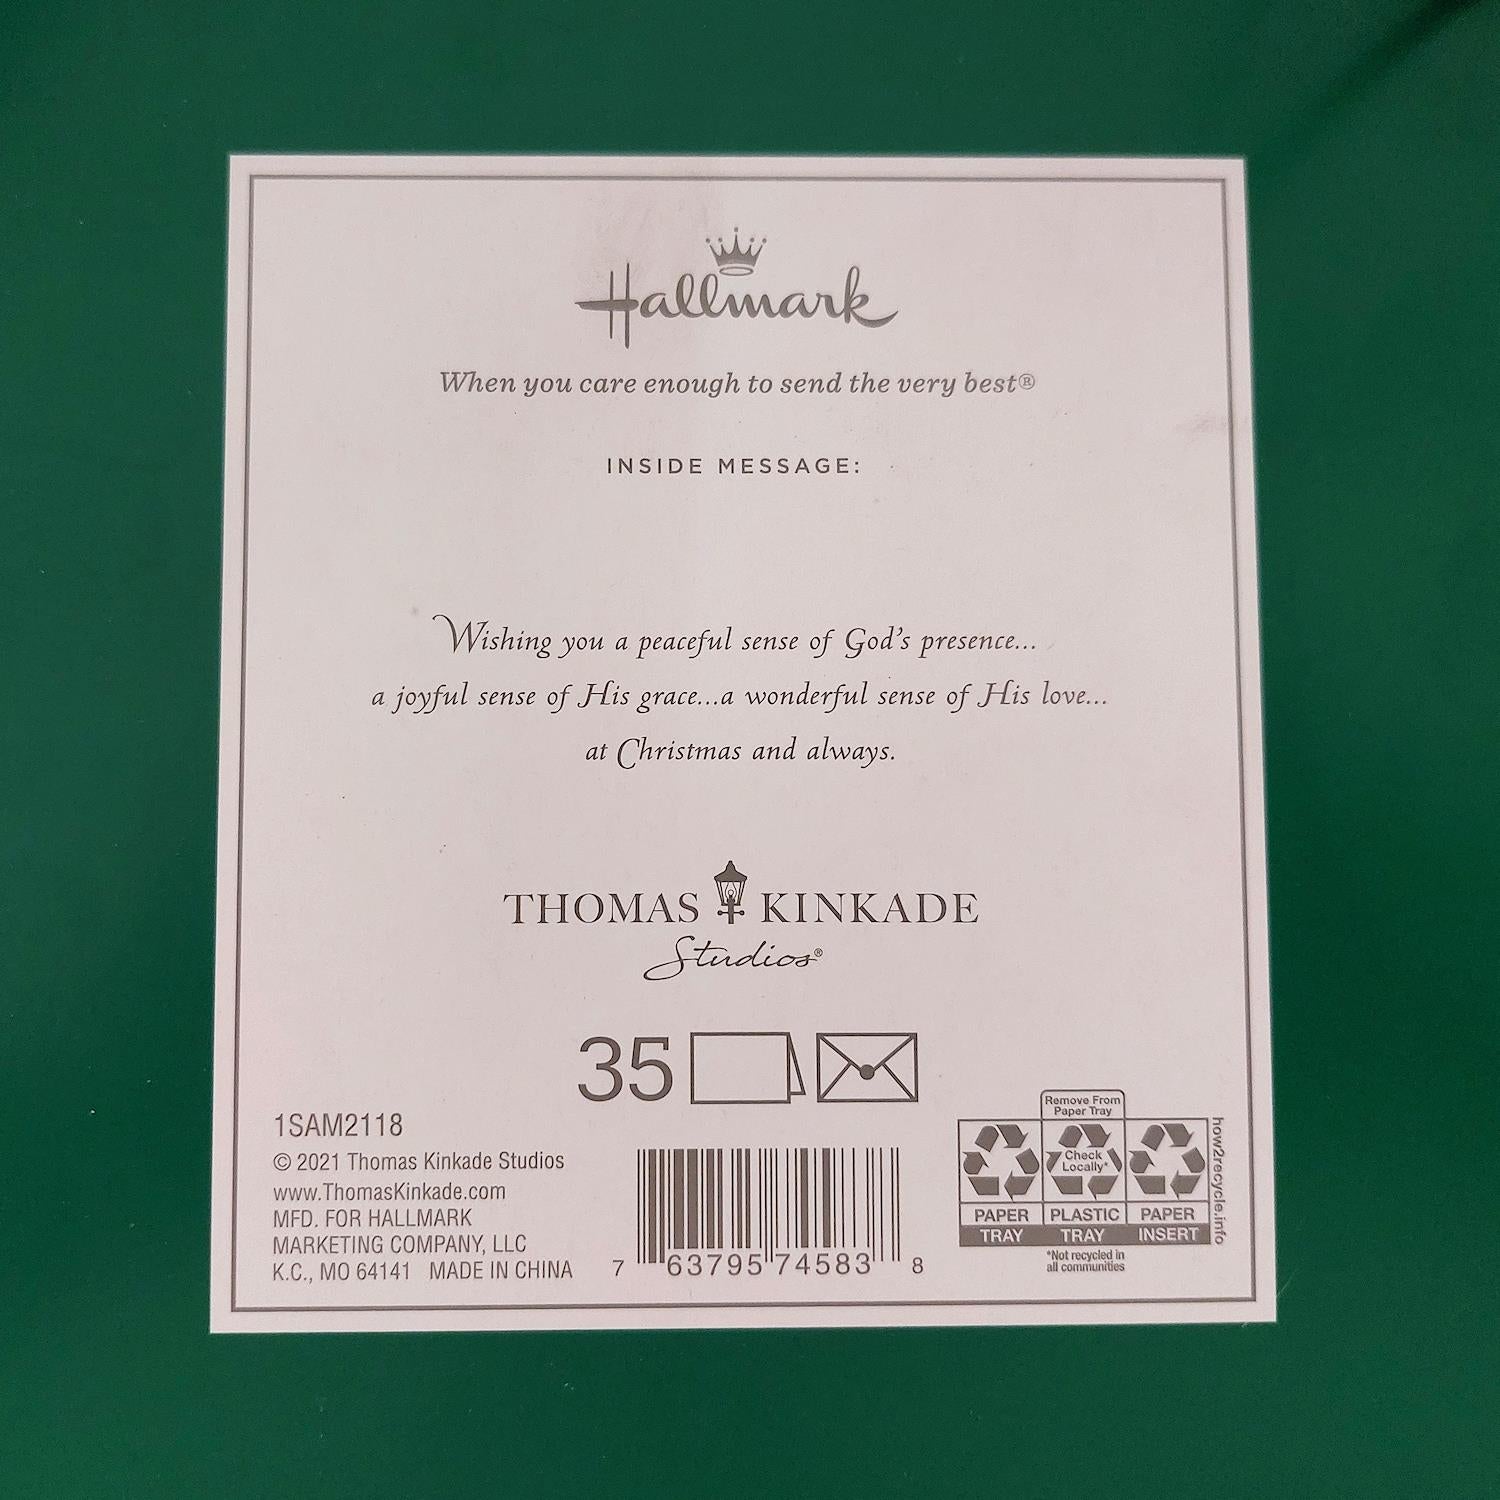 Hallmark
When you care enough to send the very best®
INSIDE MESSAGE:
Wishing you a peaceful sense of God's presence...
a joyful sense of His grace...a wonderful sense of His love...
at Christmas and always.
THOMAS KINKADE
Studios®
35
1SAM2118
© 2021 Thomas Kinkade Studios
www.ThomasKinkade.com
MFD. FOR HALLMARK
MARKETING COMPANY, LLC
K.C., MO 64141 MADE IN CHINA
7 63795 74583 8
Remove From
Paper Tray
Check
Locally*
PAPER
TRAY
PLASTIC
TRAY
PAPER
INSERT
*Not recycled in
all communities
how2recycle.info